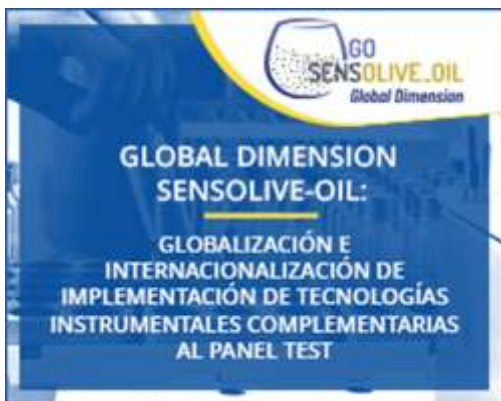 GO
SENSOLIVE_OIL
Global Dimension
GLOBAL DIMENSION
SENSOLIVE-OIL:
GLOBALIZACIÓN E
INTERNACIONALIZACIÓN DE
IMPLEMENTACIÓN DE TECNOLOGÍAS
INSTRUMENTALES COMPLEMENTARIAS
AL PANEL TEST